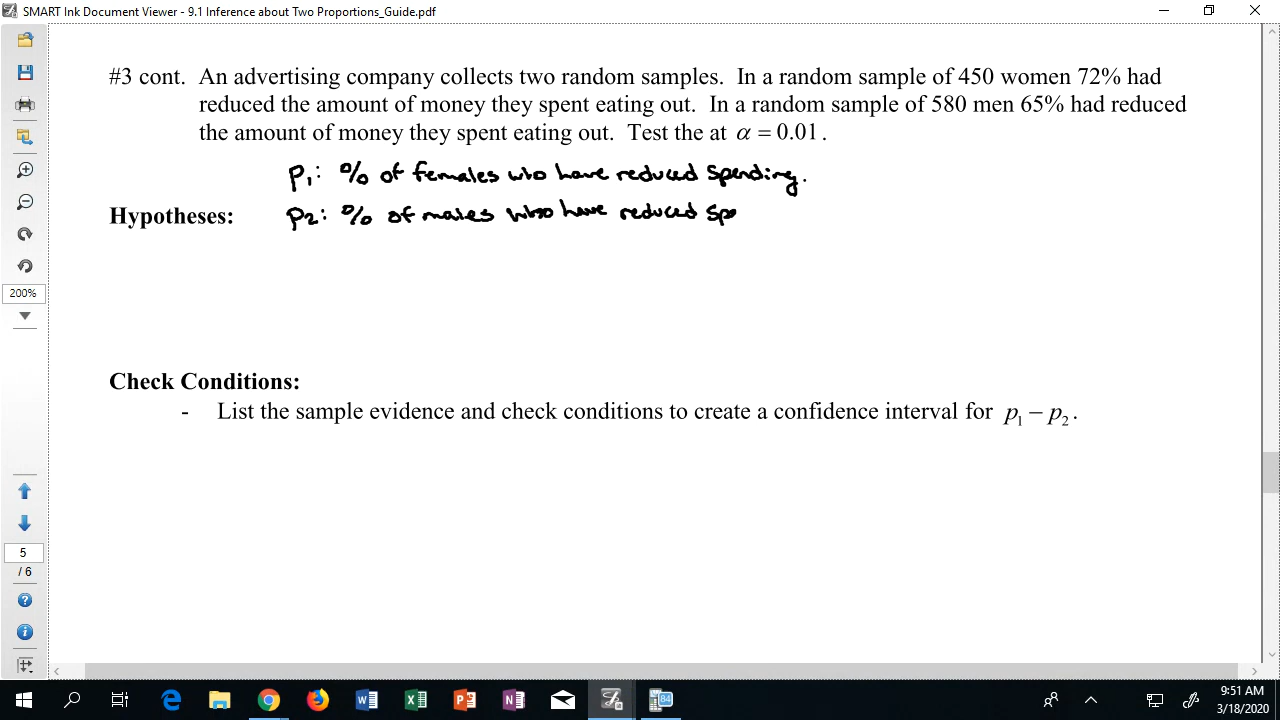 SMART Ink Document Viewer - 9.1 Inference about Two Proportions_Guide.pdf
#3 cont. An advertising company collects two random samples. In a random sample of 450 women 72% had
reduced the amount of money they spent eating out. In a random sample of 580 men 65% had reduced
the amount of money they spent eating out. Test the at α = 0.01.
p₁: % of females who have reduced spending.
Hypotheses: p₂: % of males who have reduced sp
200%
Check Conditions:
- List the sample evidence and check conditions to create a confidence interval for p₁ − p₂.
5
/ 6
84
9:51 AM
3/18/2020